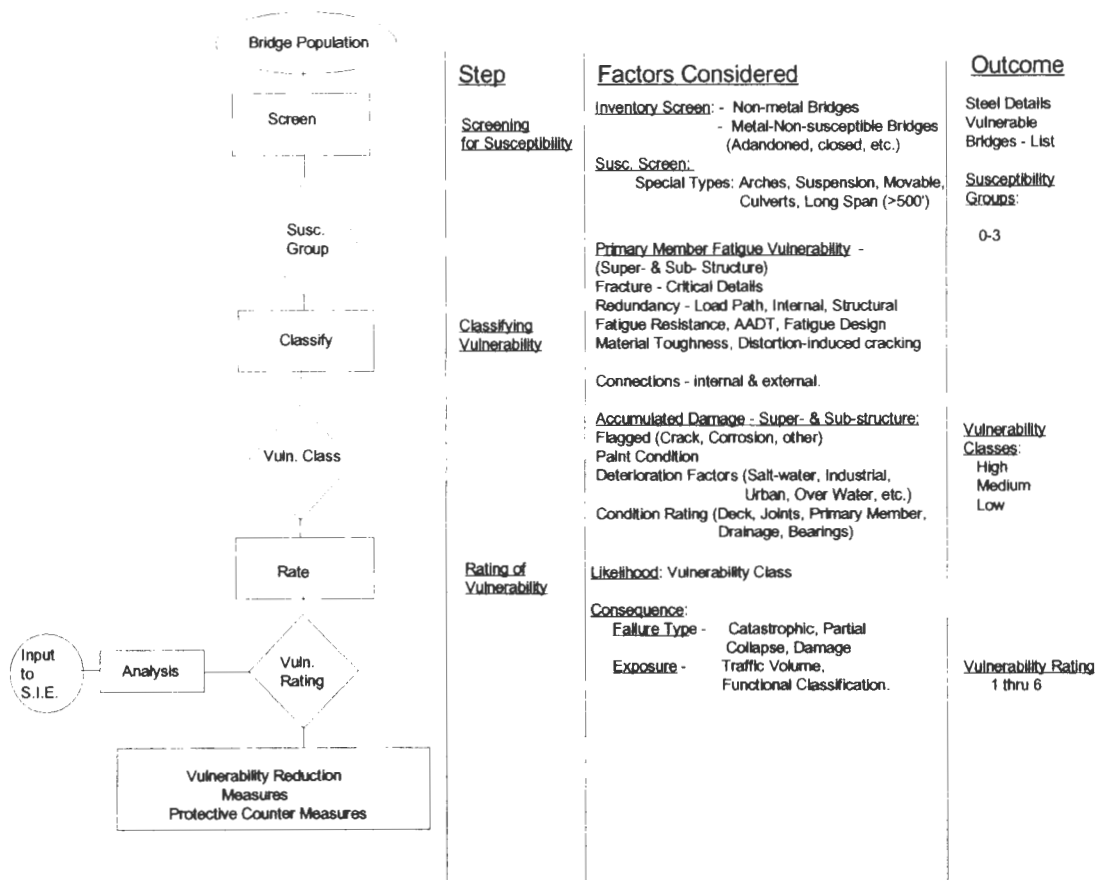 Bridge Population
Screen
Susc.
Group
Classify
Vuln. Class
Rate
Input
to
S.I.E.
Analysis
Vuln.
Rating
Vulnerability Reduction
Measures
Protective Counter Measures
Step
Screening
for Susceptibility
Classifying
Vulnerability
Rating of
Vulnerability
Factors Considered
Inventory Screen: - Non-metal Bridges
- Metal-Non-susceptible Bridges
(Adandoned, closed, etc.)
Susc. Screen:
Special Types: Arches, Suspension, Movable,
Culverts, Long Span (>500')
Primary Member Fatigue Vulnerability -
(Super- & Sub- Structure)
Fracture - Critical Details
Redundancy - Load Path, Internal, Structural
Fatigue Resistance, AADT, Fatigue Design
Material Toughness, Distortion-induced cracking
Connections - internal & external.
Accumulated Damage - Super- & Sub-structure:
Flagged (Crack, Corrosion, other)
Paint Condition
Deterioration Factors (Salt-water, Industrial,
Urban, Over Water, etc.)
Condition Rating (Deck, Joints, Primary Member,
Drainage, Bearings)
Likelihood: Vulnerability Class
Consequence:
Failure Type - Catastrophic, Partial
Collapse, Damage
Exposure - Traffic Volume,
Functional Classification.
Outcome
Steel Details
Vulnerable
Bridges - List
Susceptibility
Groups:
0-3
Vulnerability
Classes:
High
Medium
Low
Vulnerability Rating
1 thru 6